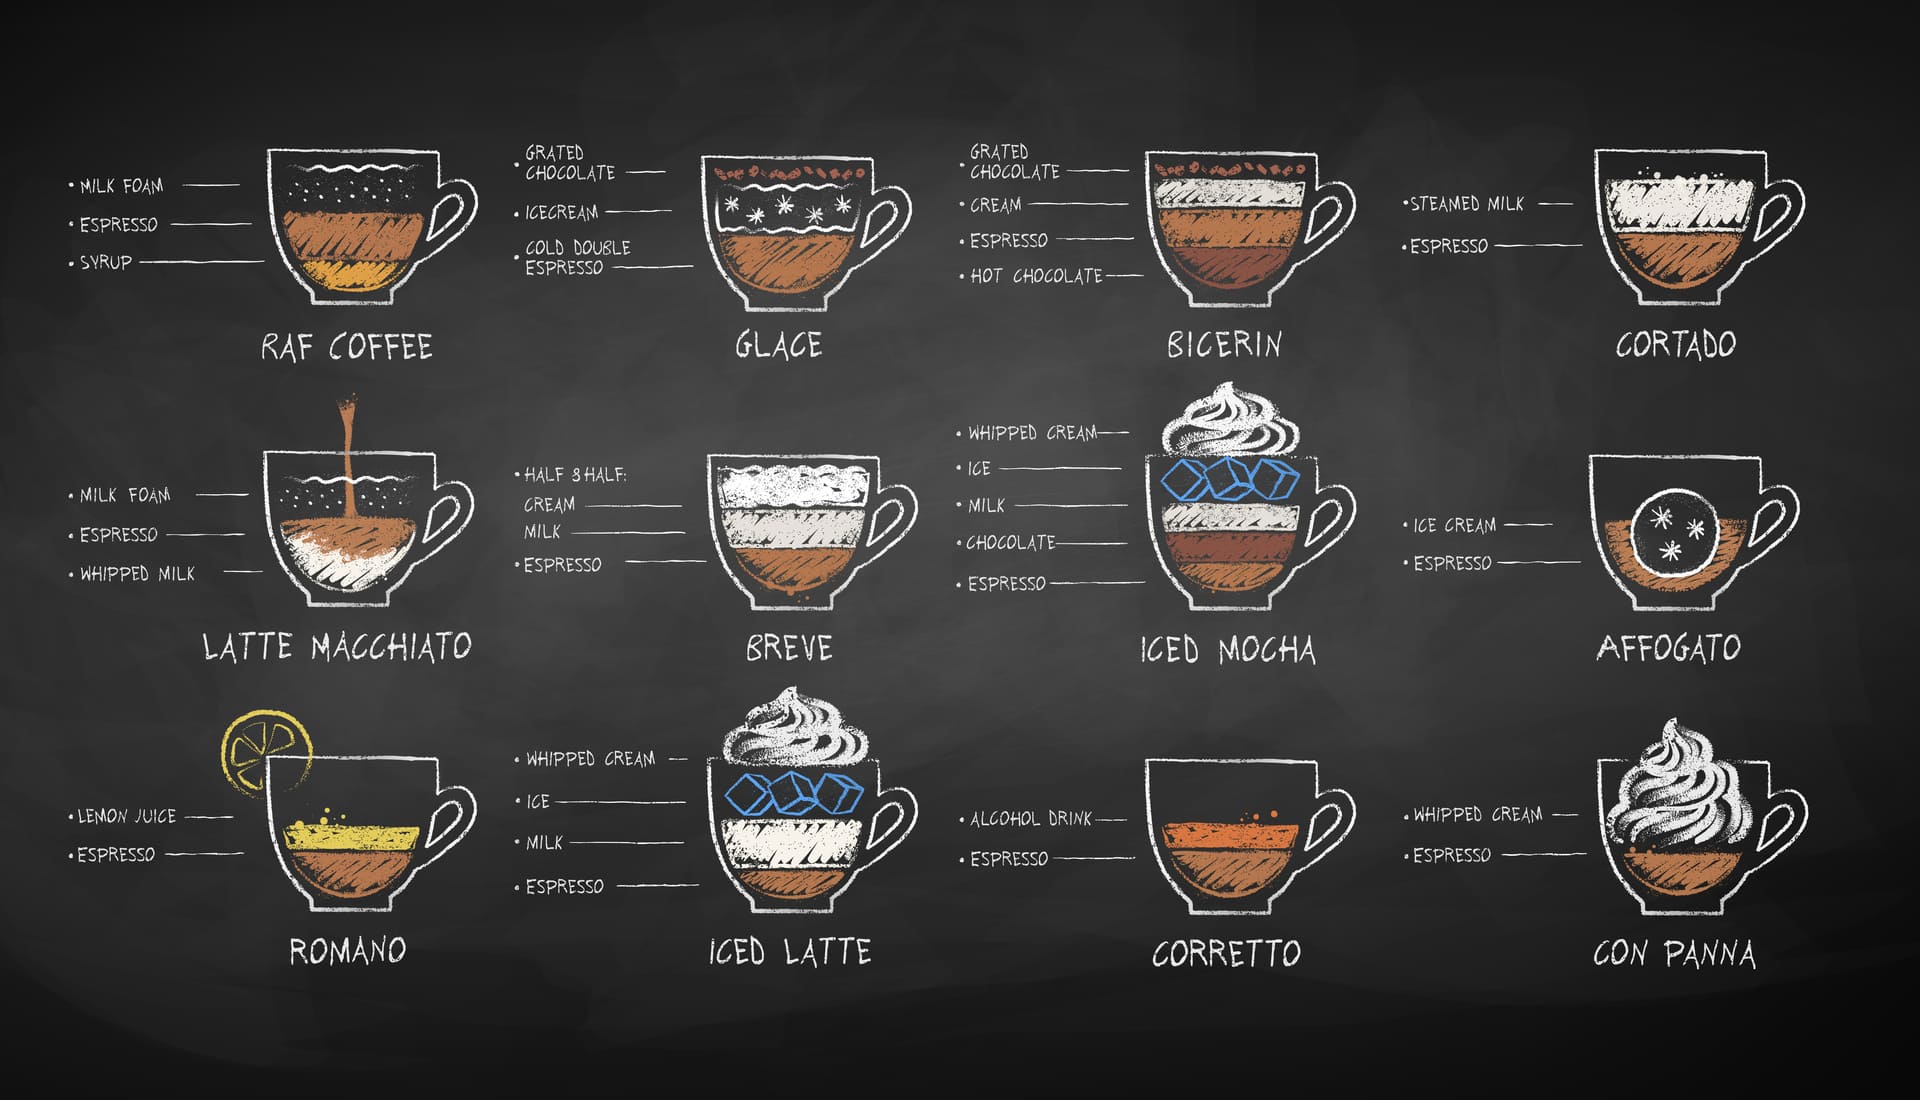 • MILK FOAM
• ESPRESSO
• SYRUP
RAF COFFEE
• GRATED
CHOCOLATE
• ICECREAM
• COLD DOUBLE
ESPRESSO
GLACE
• GRATED
CHOCOLATE
• CREAM
• ESPRESSO
• HOT CHOCOLATE
BICERIN
• STEAMED MILK
• ESPRESSO
CORTADO
• MILK FOAM
• ESPRESSO
• WHIPPED MILK
LATTE MACCHIATO
• HALF & HALF:
CREAM
MILK
• ESPRESSO
BREVE
• WHIPPED CREAM
• ICE
• MILK
• CHOCOLATE
• ESPRESSO
ICED MOCHA
• ICE CREAM
• ESPRESSO
AFFOGATO
• LEMON JUICE
• ESPRESSO
ROMANO
• WHIPPED CREAM
• ICE
• MILK
• ESPRESSO
ICED LATTE
• ALCOHOL DRINK
• ESPRESSO
CORRETTO
• WHIPPED CREAM
• ESPRESSO
CON PANNA